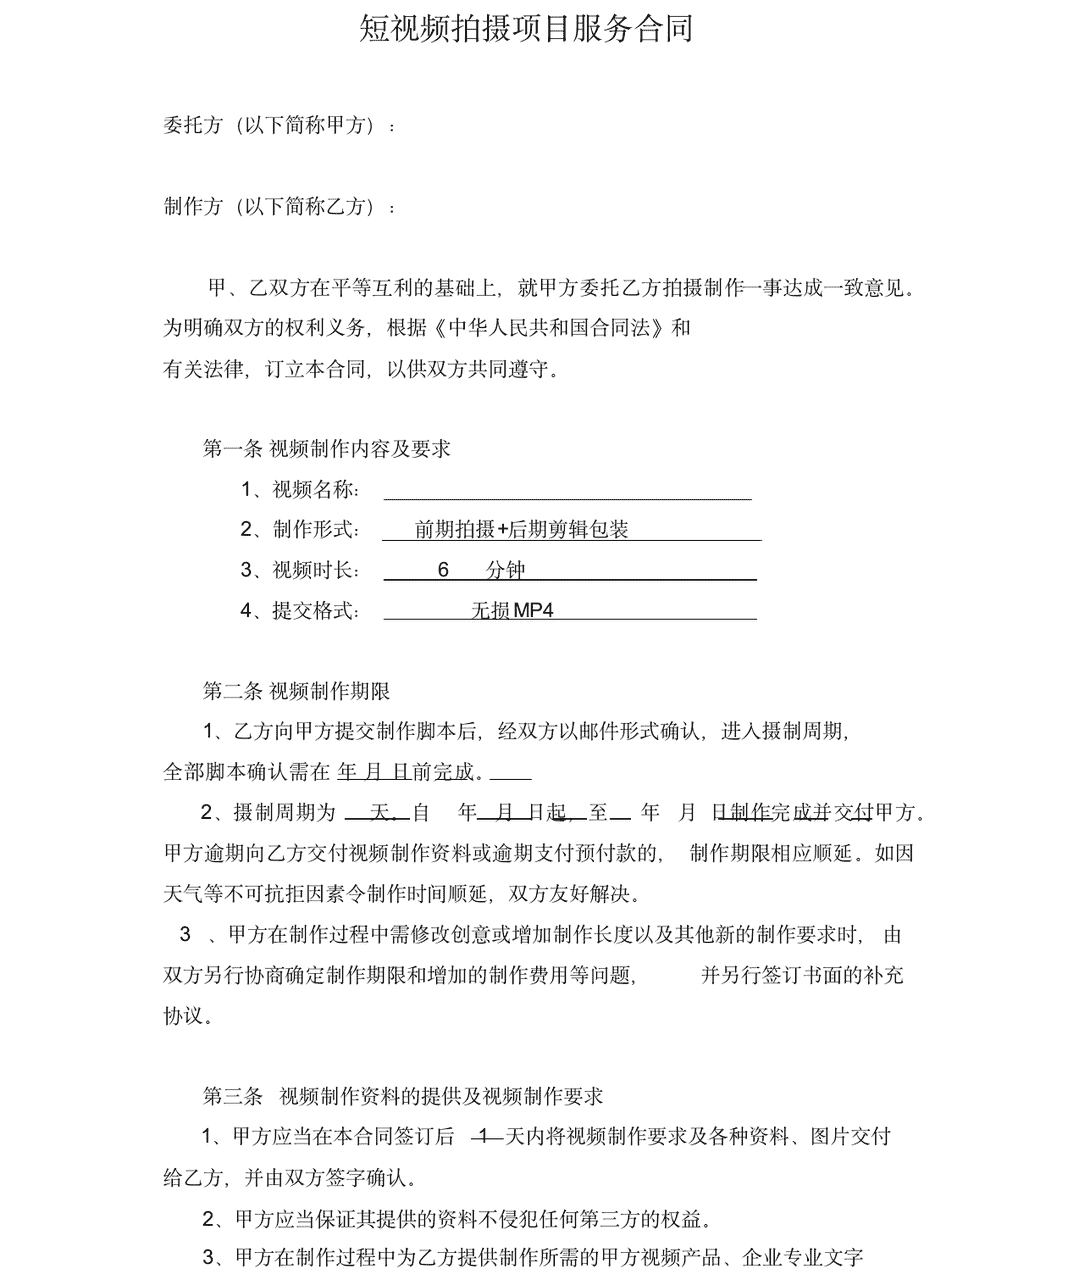 短视频拍摄项目服务合同
委托方（以下简称甲方）：
制作方（以下简称乙方）：
甲、乙双方在平等互利的基础上，就甲方委托乙方拍摄制作一事达成一致意见。
为明确双方的权利义务，根据《中华人民共和国合同法》和
有关法律，订立本合同，以供双方共同遵守。
第一条 视频制作内容及要求
1、视频名称：
2、制作形式： 前期拍摄+后期剪辑包装
3、视频时长： 6 分钟
4、提交格式： 无损MP4
第二条 视频制作期限
1、乙方向甲方提交制作脚本后，经双方以邮件形式确认，进入摄制周期，
全部脚本确认需在 年 月 日前完成。
2、摄制周期为 天。自 年 月 日起，至 年 月 日制作完成并交付甲方。
甲方逾期向乙方交付视频制作资料或逾期支付预付款的， 制作期限相应顺延。如因
天气等不可抗拒因素令制作时间顺延，双方友好解决。
3 、甲方在制作过程中需修改创意或增加制作长度以及其他新的制作要求时， 由
双方另行协商确定制作期限和增加的制作费用等问题， 并另行签订书面的补充
协议。
第三条 视频制作资料的提供及视频制作要求
1、甲方应当在本合同签订后 1 天内将视频制作要求及各种资料、图片交付
给乙方，并由双方签字确认。
2、甲方应当保证其提供的资料不侵犯任何第三方的权益。
3、甲方在制作过程中为乙方提供制作所需的甲方视频产品、企业专业文字